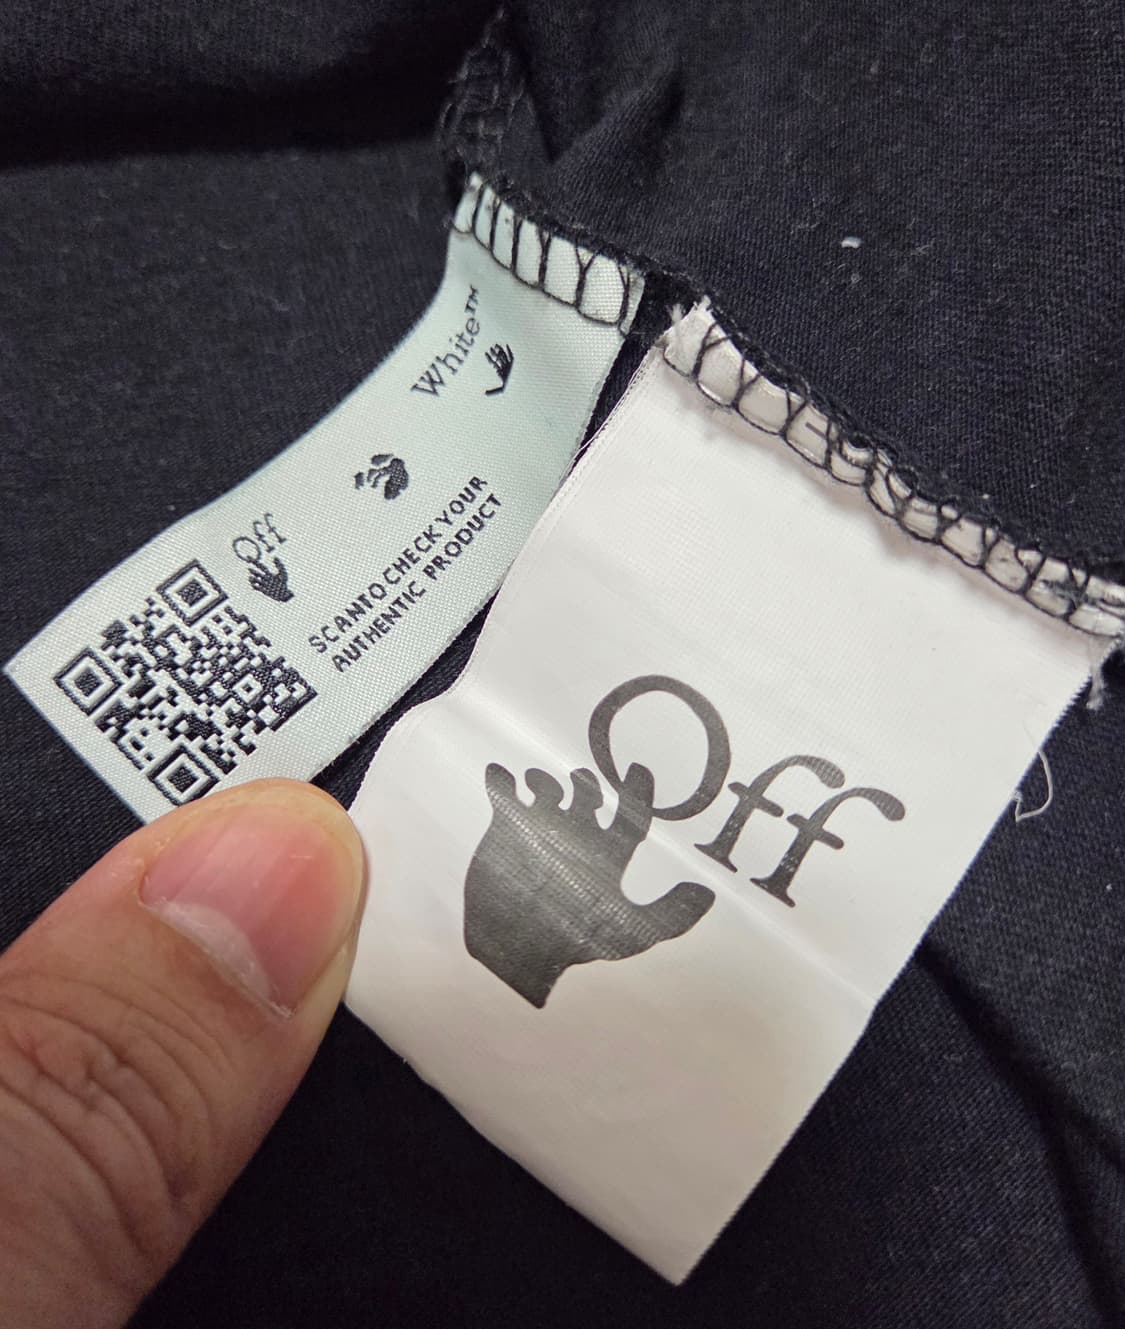 White™
Off
SCAN TO CHECK YOUR
AUTHENTIC PRODUCT
Off